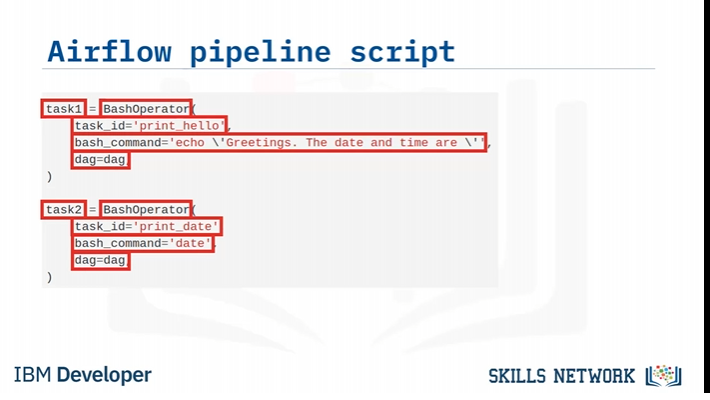 Airflow pipeline script
task1 = BashOperator(
task_id='print_hello',
bash_command='echo \'Greetings. The date and time are \'',
dag=dag,
)
task2 = BashOperator(
task_id='print_date'
bash_command='date',
dag=dag,
)
IBM Developer
SKILLS NETWORK